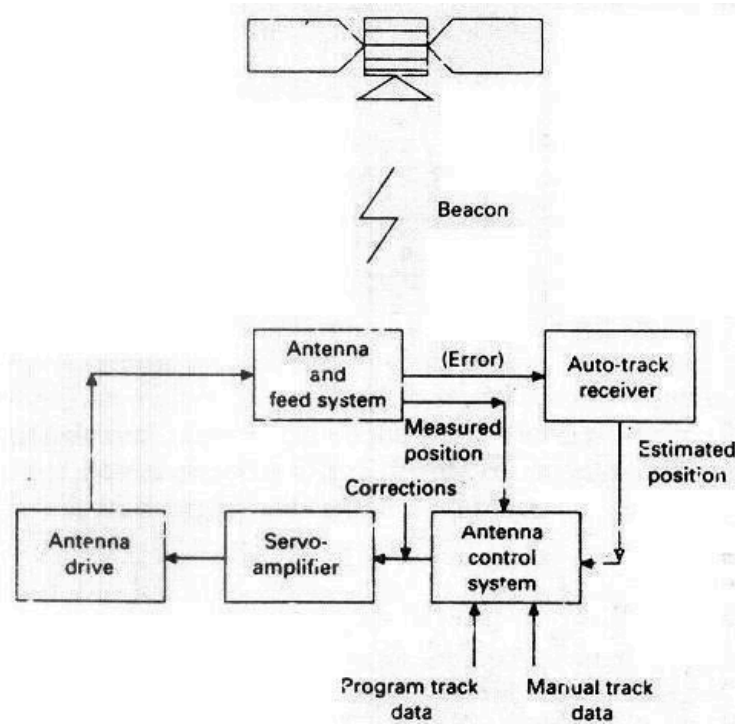 Beacon
Antenna
and
feed system
(Error)
Auto-track
receiver
Measured
position
Estimated
position
Corrections
Antenna
drive
Servo-
amplifier
Antenna
control
system
Program track
data
Manual track
data